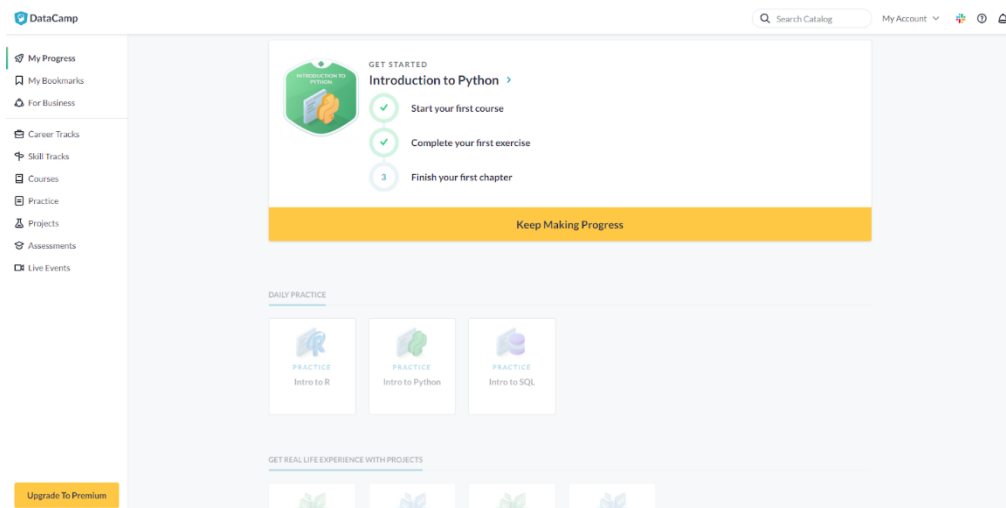 DataCamp
Search Catalog
My Account
My Progress
My Bookmarks
For Business
Career Tracks
Skill Tracks
Courses
Practice
Projects
Assessments
Live Events
Upgrade To Premium
INTRODUCTION TO
PYTHON
GET STARTED
Introduction to Python
Start your first course
Complete your first exercise
3 Finish your first chapter
Keep Making Progress
DAILY PRACTICE
PRACTICE
Intro to R
PRACTICE
Intro to Python
PRACTICE
Intro to SQL
GET REAL LIFE EXPERIENCE WITH PROJECTS